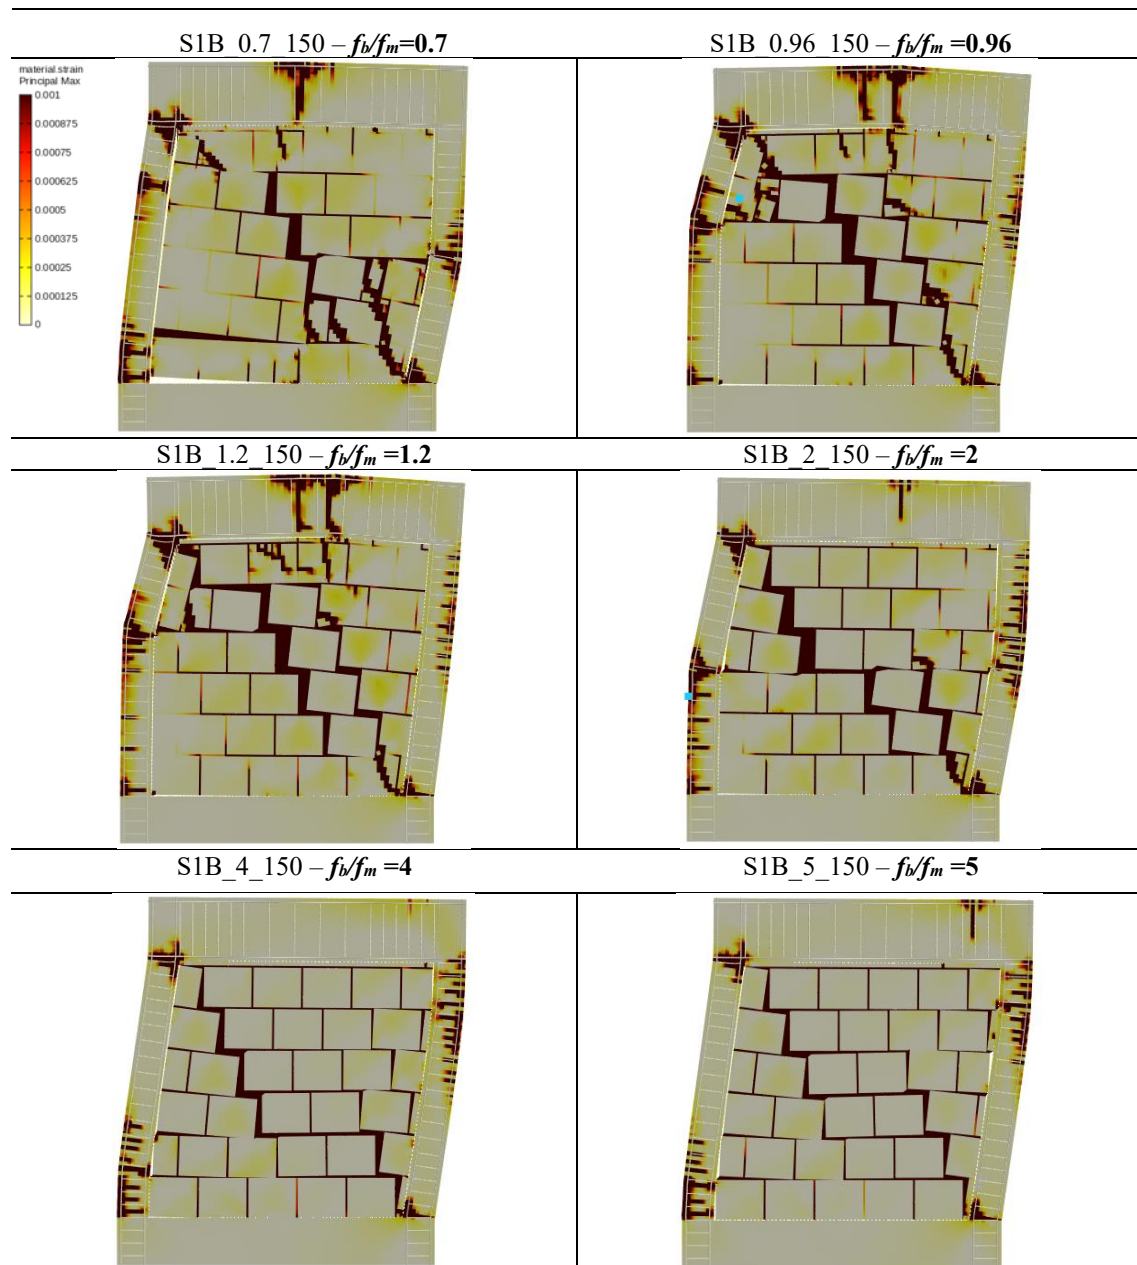 S1B_0.7_150 – fb/fm=0.7
S1B_0.96_150 – fb/fm =0.96
material.strain
Principal Max
0.001
0.000875
0.00075
0.000625
0.0005
0.000375
0.00025
0.000125
0
S1B_1.2_150 – fb/fm =1.2
S1B_2_150 – fb/fm =2
S1B_4_150 – fb/fm =4
S1B_5_150 – fb/fm =5